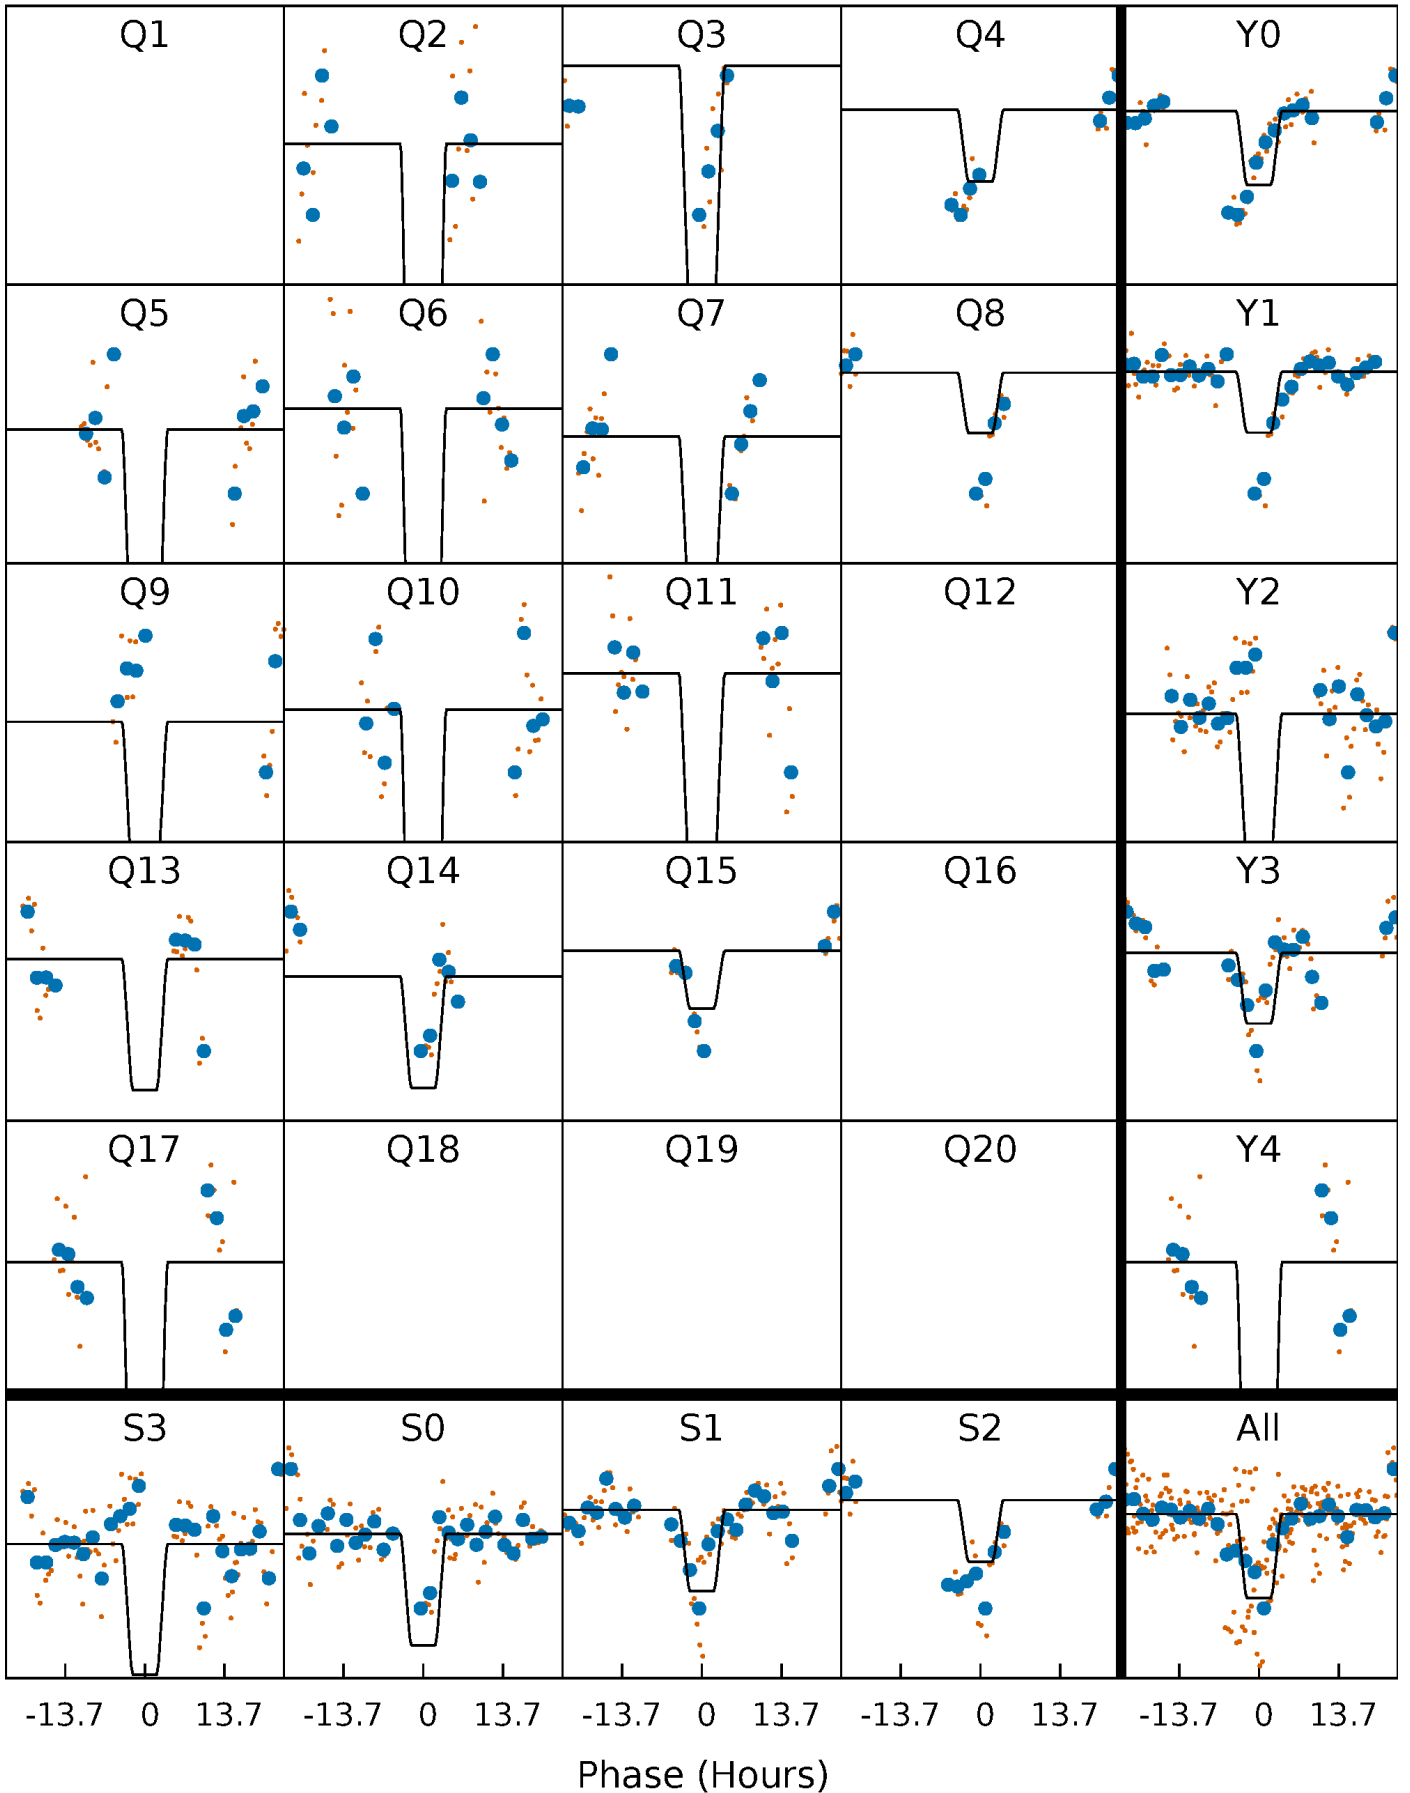 Q1 Q2 Q3 Q4 Y0
Q5 Q6 Q7 Q8 Y1
Q9 Q10 Q11 Q12 Y2
Q13 Q14 Q15 Q16 Y3
Q17 Q18 Q19 Q20 Y4
S3 S0 S1 S2 All
-13.7 0 13.7 -13.7 0 13.7 -13.7 0 13.7 -13.7 0 13.7 -13.7 0 13.7
Phase (Hours)